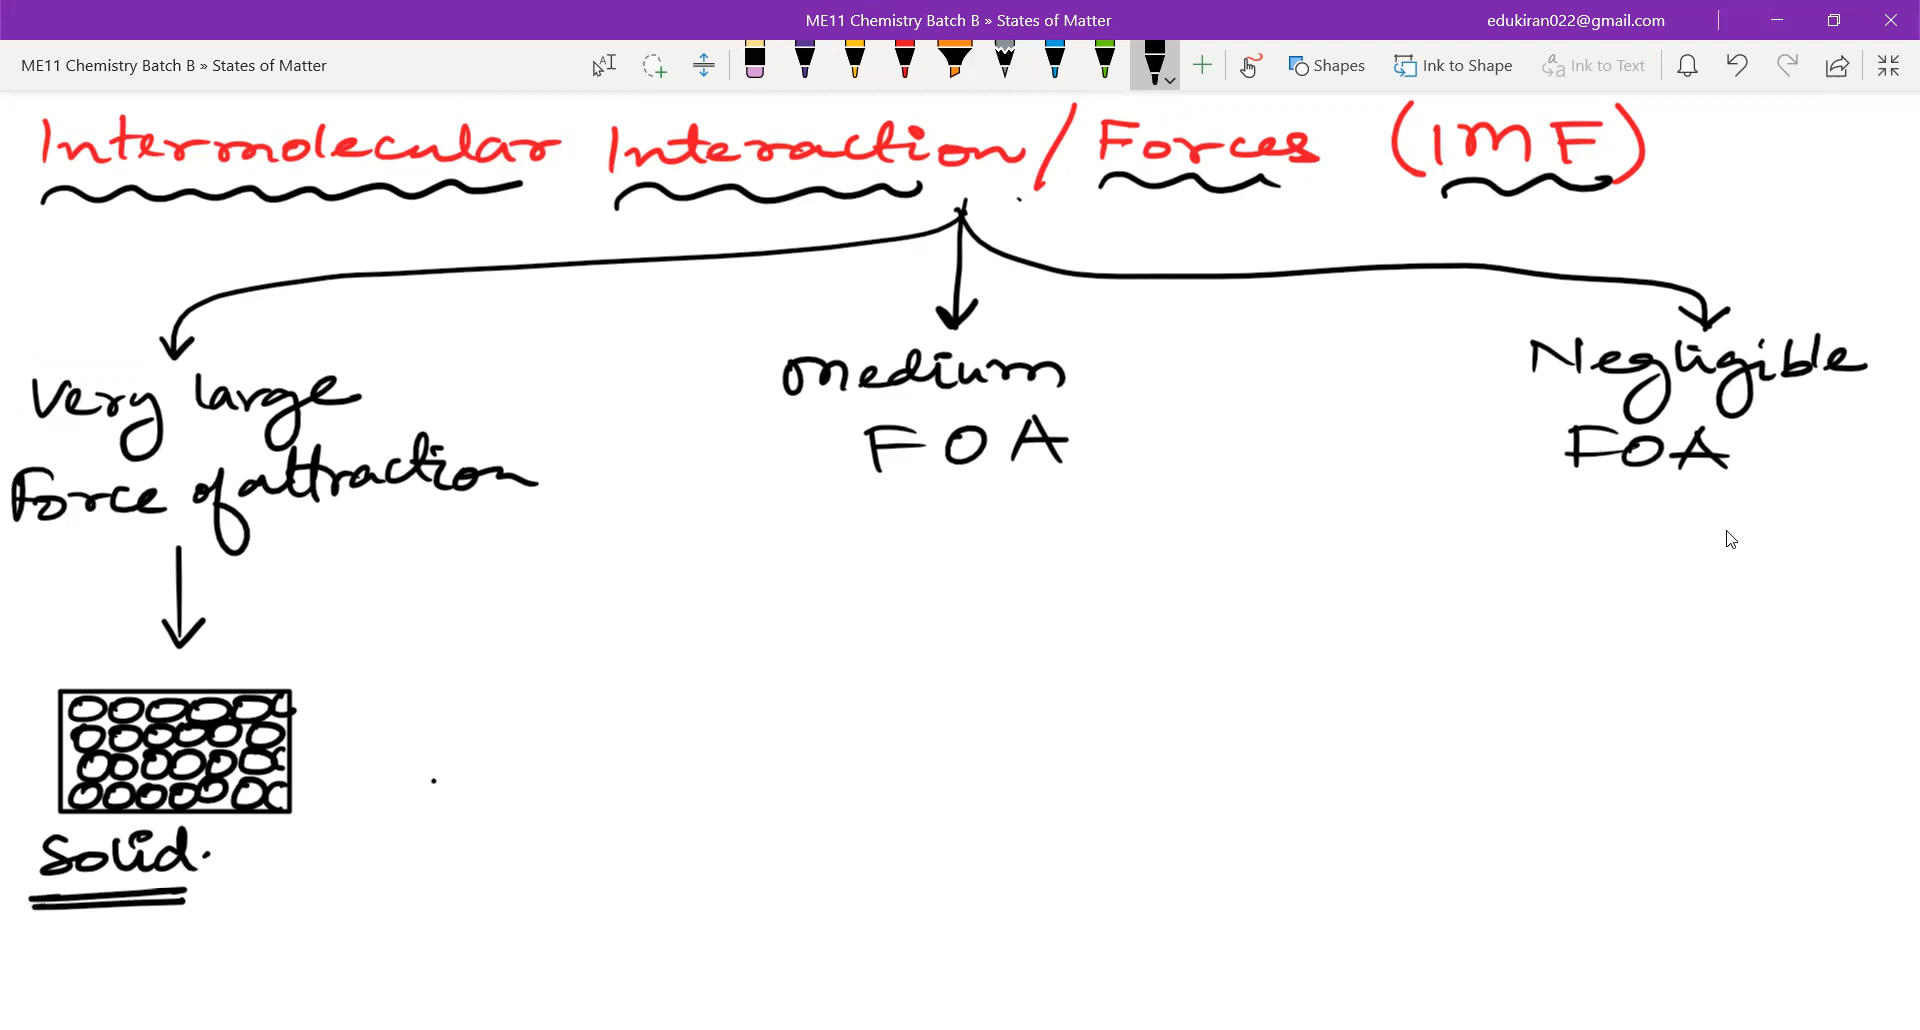 ME11 Chemistry Batch B » States of Matter
edukiran022@gmail.com
ME11 Chemistry Batch B » States of Matter
Shapes
Ink to Shape
Ink to Text
Intermolecular Interaction / Forces (IMF)
Very large
Force of attraction
medium
FOA
Negligible
FOA
Solid.